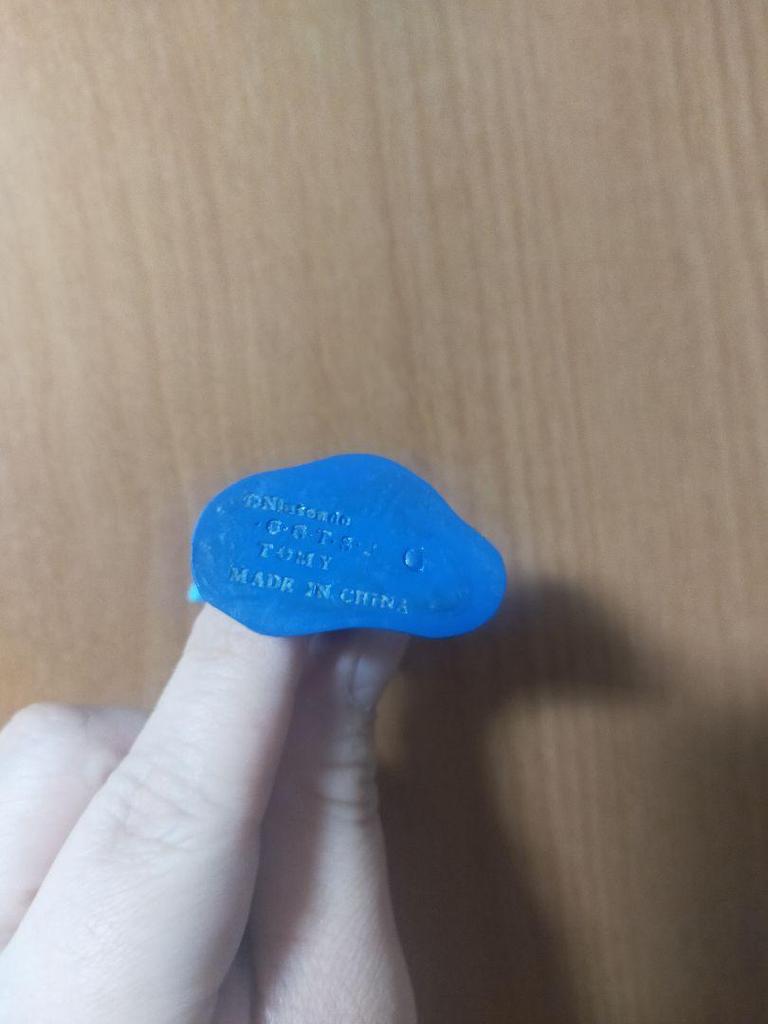 ©Nintendo
·C·G·T·S·J
TOMY
MADE IN CHINA
C